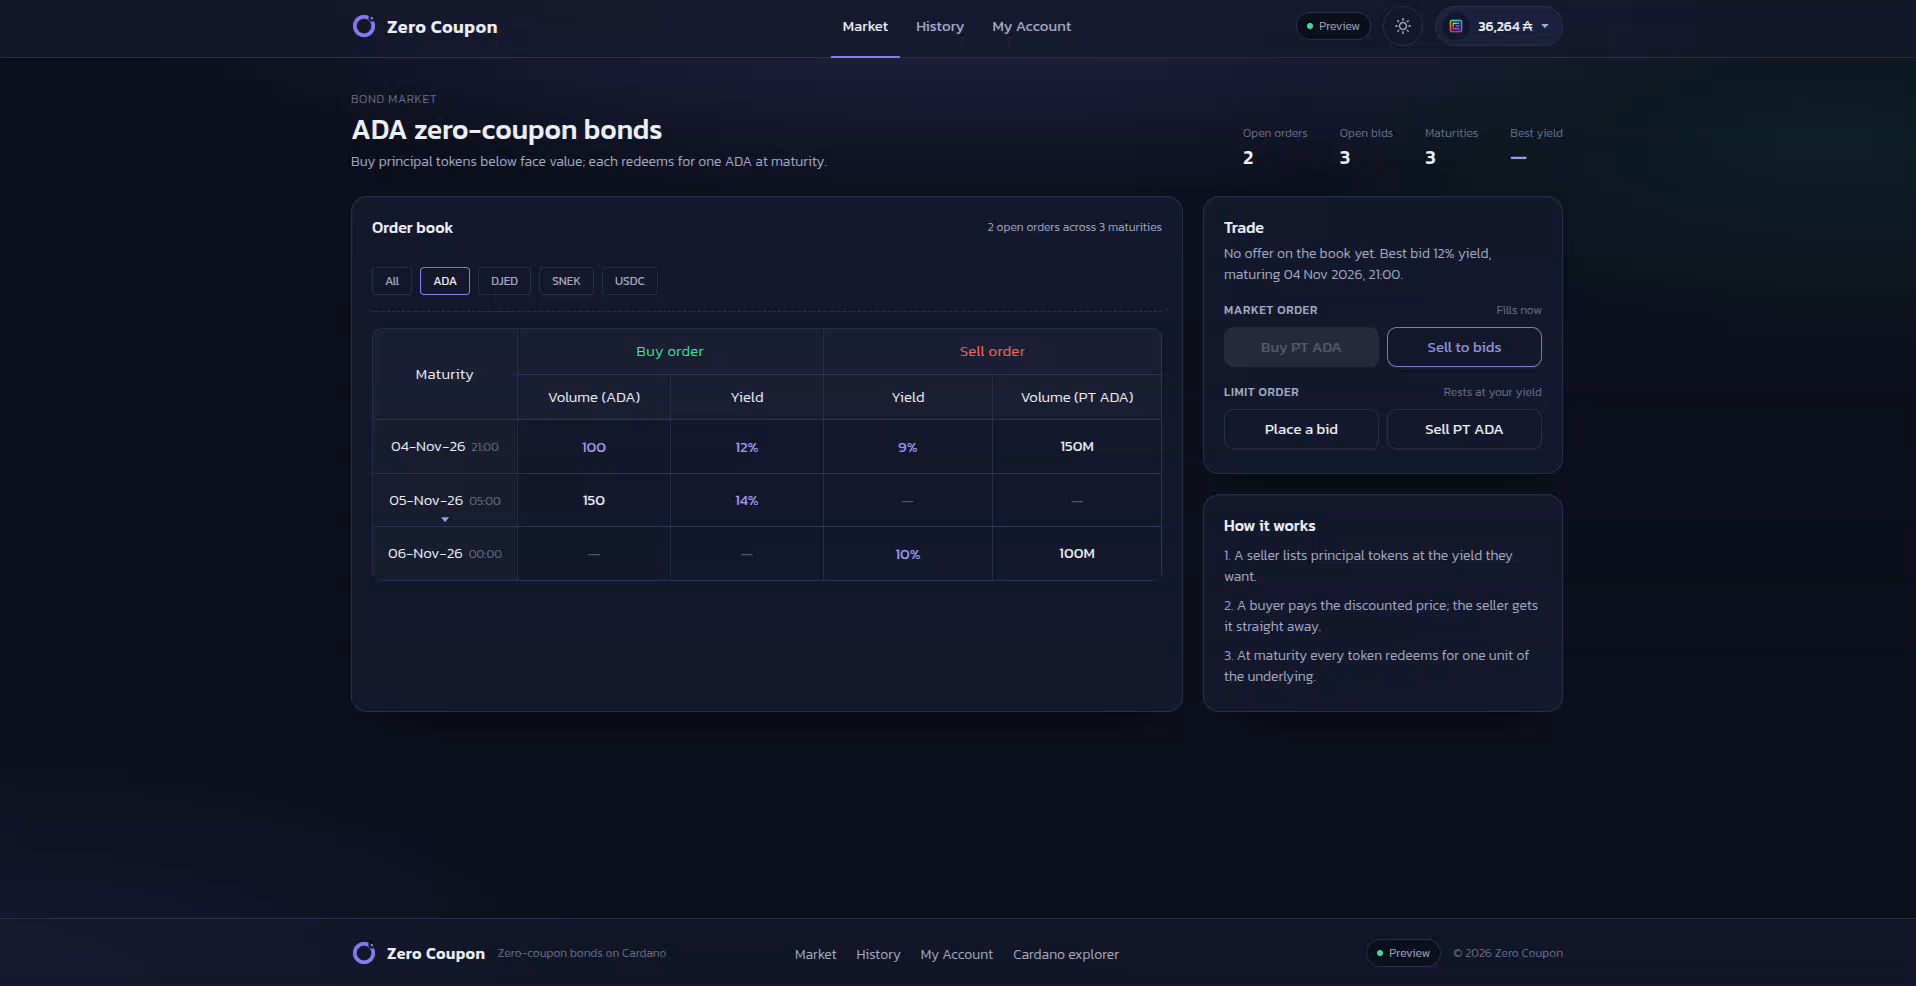 Zero Coupon
Market
History
My Account
Preview
36,264 ₳
BOND MARKET
ADA zero-coupon bonds
Buy principal tokens below face value; each redeems for one ADA at maturity.
Open orders
Open bids
Maturities
Best yield
2
3
3
—
Order book
2 open orders across 3 maturities
All
ADA
DJED
SNEK
USDC
Maturity
Buy order
Sell order
Volume (ADA)
Yield
Yield
Volume (PT ADA)
04-Nov-26 21:00
100
12%
9%
150M
05-Nov-26 05:00
150
14%
—
—
06-Nov-26 00:00
—
—
10%
100M
Trade
No offer on the book yet. Best bid 12% yield,
maturing 04 Nov 2026, 21:00.
MARKET ORDER
Fills now
Buy PT ADA
Sell to bids
LIMIT ORDER
Rests at your yield
Place a bid
Sell PT ADA
How it works
1. A seller lists principal tokens at the yield they
want.
2. A buyer pays the discounted price; the seller gets
it straight away.
3. At maturity every token redeems for one unit of
the underlying.
Zero Coupon
Zero-coupon bonds on Cardano
Market
History
My Account
Cardano explorer
Preview
© 2026 Zero Coupon